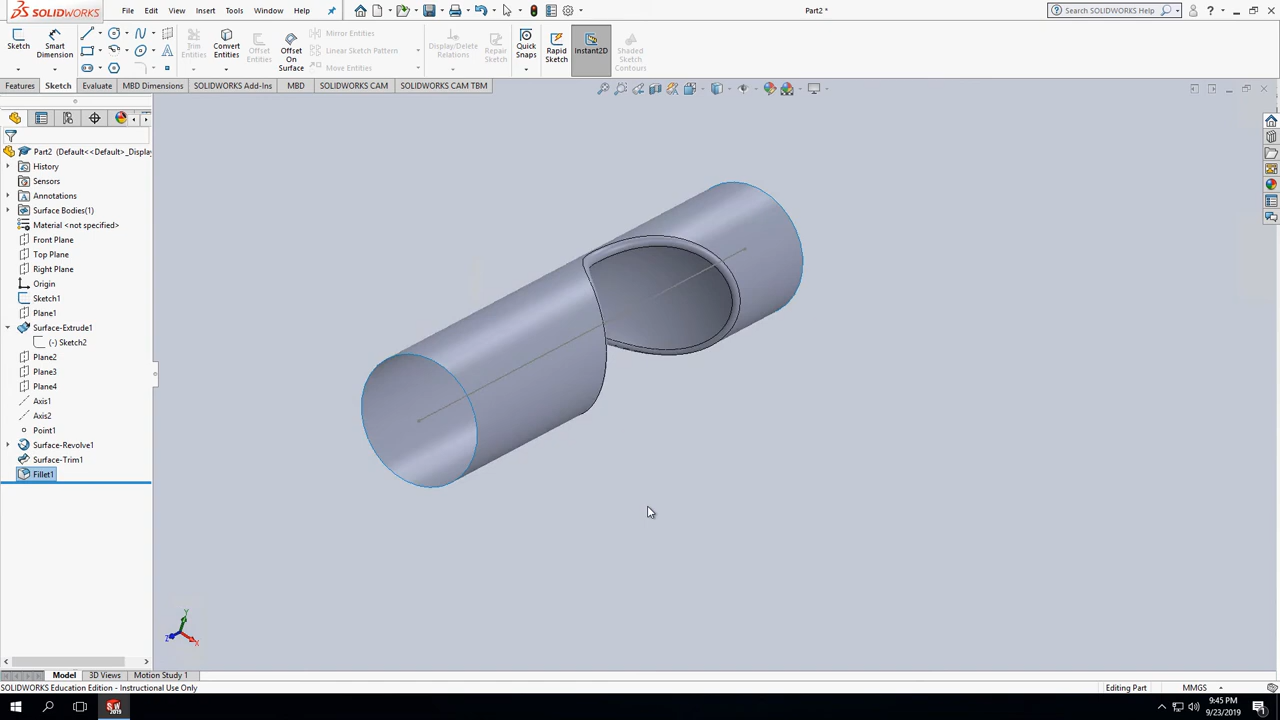 SOLIDWORKS
File Edit View Insert Tools Window Help
Part2 *
Search SOLIDWORKS Help
Sketch
Smart Dimension
Trim Entities
Convert Entities
Offset Entities
Offset On Surface
Mirror Entities
Linear Sketch Pattern
Move Entities
Display/Delete Relations
Repair Sketch
Quick Snaps
Rapid Sketch
Instant2D
Shaded Sketch Contours
Features Sketch Evaluate MBD Dimensions SOLIDWORKS Add-Ins MBD SOLIDWORKS CAM SOLIDWORKS CAM TBM
Part2 (Default<<Default>_Display
History
Sensors
Annotations
Surface Bodies(1)
Material <not specified>
Front Plane
Top Plane
Right Plane
Origin
Sketch1
Plane1
Surface-Extrude1
(-) Sketch2
Plane2
Plane3
Plane4
Axis1
Axis2
Point1
Surface-Revolve1
Surface-Trim1
Fillet1
Y
Z
X
Model 3D Views Motion Study 1
SOLIDWORKS Education Edition - Instructional Use Only
Editing Part
MMGS
9:45 PM
9/23/2019